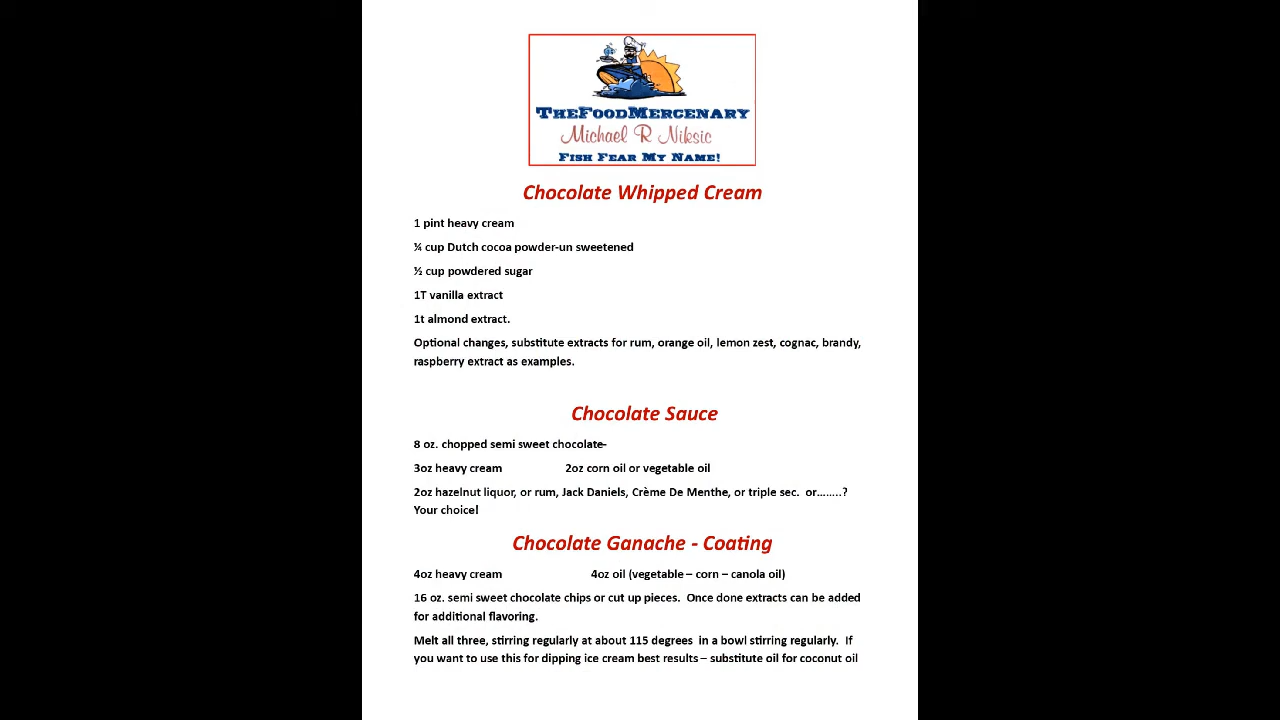 TheFoodMercenary
Michael R Niksic
Fish Fear My Name!
Chocolate Whipped Cream
1 pint heavy cream
¼ cup Dutch cocoa powder-un sweetened
½ cup powdered sugar
1T vanilla extract
1t almond extract.
Optional changes, substitute extracts for rum, orange oil, lemon zest, cognac, brandy,
raspberry extract as examples.
Chocolate Sauce
8 oz. chopped semi sweet chocolate-
3oz heavy cream 2oz corn oil or vegetable oil
2oz hazelnut liquor, or rum, Jack Daniels, Crème De Menthe, or triple sec. or……..?
Your choice!
Chocolate Ganache - Coating
4oz heavy cream 4oz oil (vegetable – corn – canola oil)
16 oz. semi sweet chocolate chips or cut up pieces. Once done extracts can be added
for additional flavoring.
Melt all three, stirring regularly at about 115 degrees in a bowl stirring regularly. If
you want to use this for dipping ice cream best results – substitute oil for coconut oil